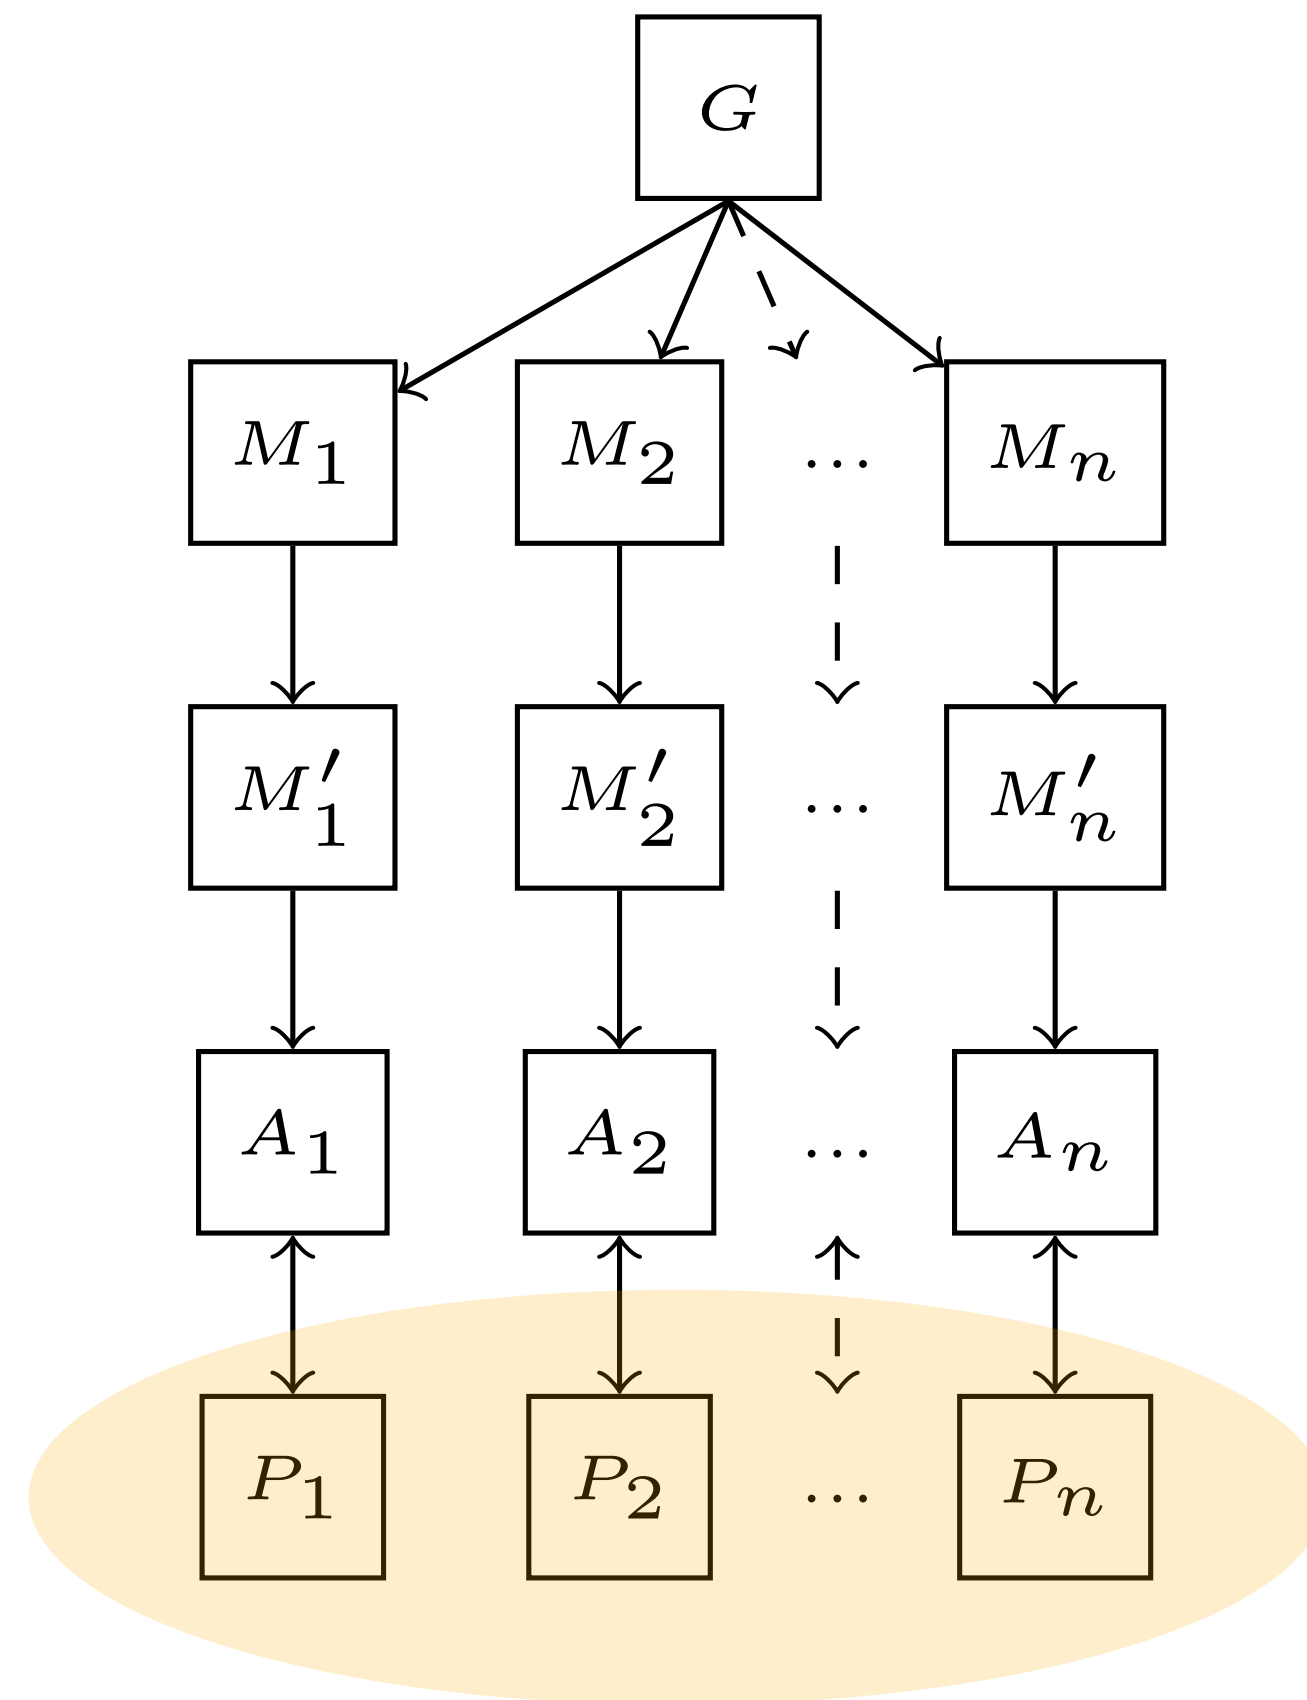 G
M₁ M₂ … Mₙ
M′₁ M′₂ … M′ₙ
A₁ A₂ … Aₙ
P₁ P₂ … Pₙ